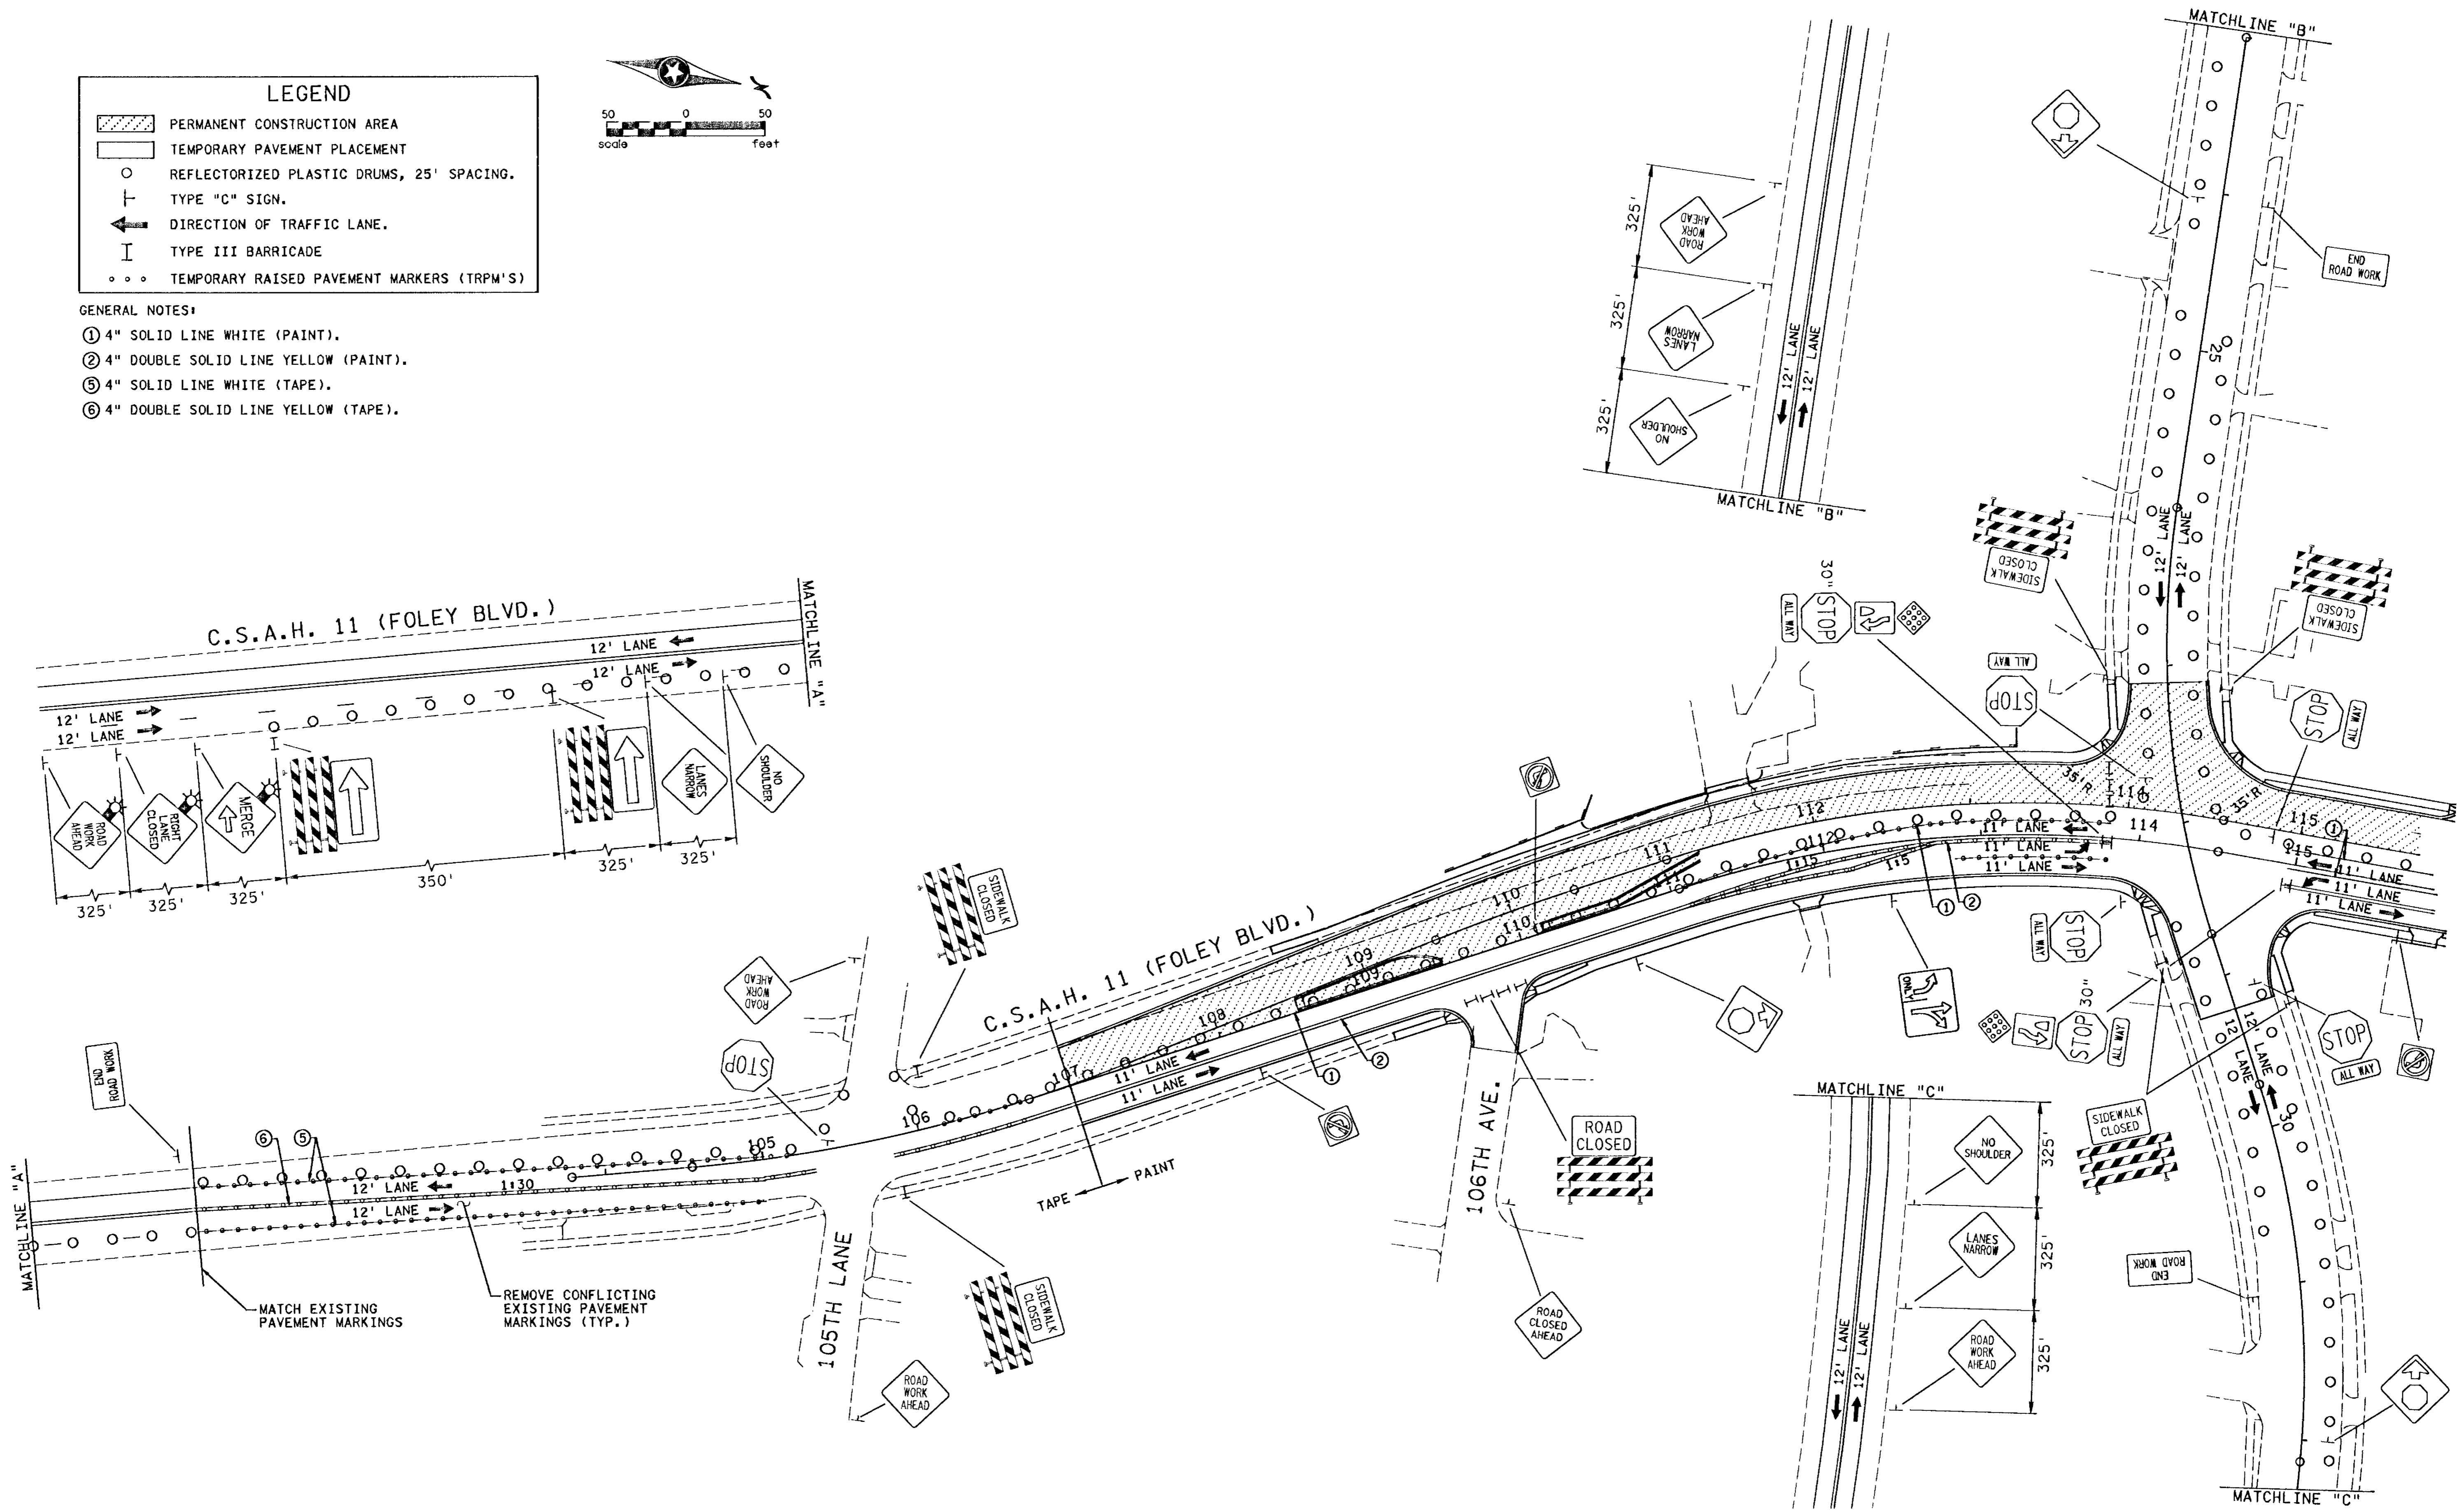 LEGEND
PERMANENT CONSTRUCTION AREA
TEMPORARY PAVEMENT PLACEMENT
REFLECTORIZED PLASTIC DRUMS, 25' SPACING.
TYPE "C" SIGN.
DIRECTION OF TRAFFIC LANE.
TYPE III BARRICADE
TEMPORARY RAISED PAVEMENT MARKERS (TRPM'S)
GENERAL NOTES:
① 4" SOLID LINE WHITE (PAINT).
② 4" DOUBLE SOLID LINE YELLOW (PAINT).
⑤ 4" SOLID LINE WHITE (TAPE).
⑥ 4" DOUBLE SOLID LINE YELLOW (TAPE).
50 0 50
scale feet
325'
325'
325'
ROAD
WORK
AHEAD
LANES
NARROW
NO
SHOULDER
12' LANE
12' LANE
MATCHLINE "B"
MATCHLINE "B"
END
ROAD WORK
25
12' LANE
12' LANE
SIDEWALK
CLOSED
SIDEWALK
CLOSED
C.S.A.H. 11 (FOLEY BLVD.)
MATCHLINE "A"
12' LANE
12' LANE
12' LANE
12' LANE
ROAD
WORK
AHEAD
RIGHT
LANE
CLOSED
MERGE
LANES
NARROW
NO
SHOULDER
325'
325'
325'
350'
325'
325'
30"
STOP
ALL WAY
ALL WAY
STOP
STOP
ALL WAY
35'R
35'R
114
114
115
115
①
11' LANE
11' LANE
11' LANE
11' LANE
11' LANE
11' LANE
112
112
111
111
110
110
109
109
108
107
106
105
1:15
1:5
① ②
C.S.A.H. 11 (FOLEY BLVD.)
11' LANE
11' LANE
① ②
SIDEWALK
CLOSED
ROAD
WORK
AHEAD
STOP
END
ROAD WORK
MATCHLINE "A"
⑥ ⑤
12' LANE
1:30
12' LANE
MATCH EXISTING
PAVEMENT MARKINGS
REMOVE CONFLICTING
EXISTING PAVEMENT
MARKINGS (TYP.)
105TH LANE
ROAD
WORK
AHEAD
SIDEWALK
CLOSED
TAPE PAINT
106TH AVE.
ROAD
CLOSED
ROAD
CLOSED
AHEAD
ONLY
STOP
ALL WAY
STOP
30"
ALL WAY
STOP
ALL WAY
12' LANE
12' LANE
30
SIDEWALK
CLOSED
END
ROAD WORK
MATCHLINE "C"
NO
SHOULDER
LANES
NARROW
ROAD
WORK
AHEAD
325'
325'
325'
12' LANE
12' LANE
MATCHLINE "C"